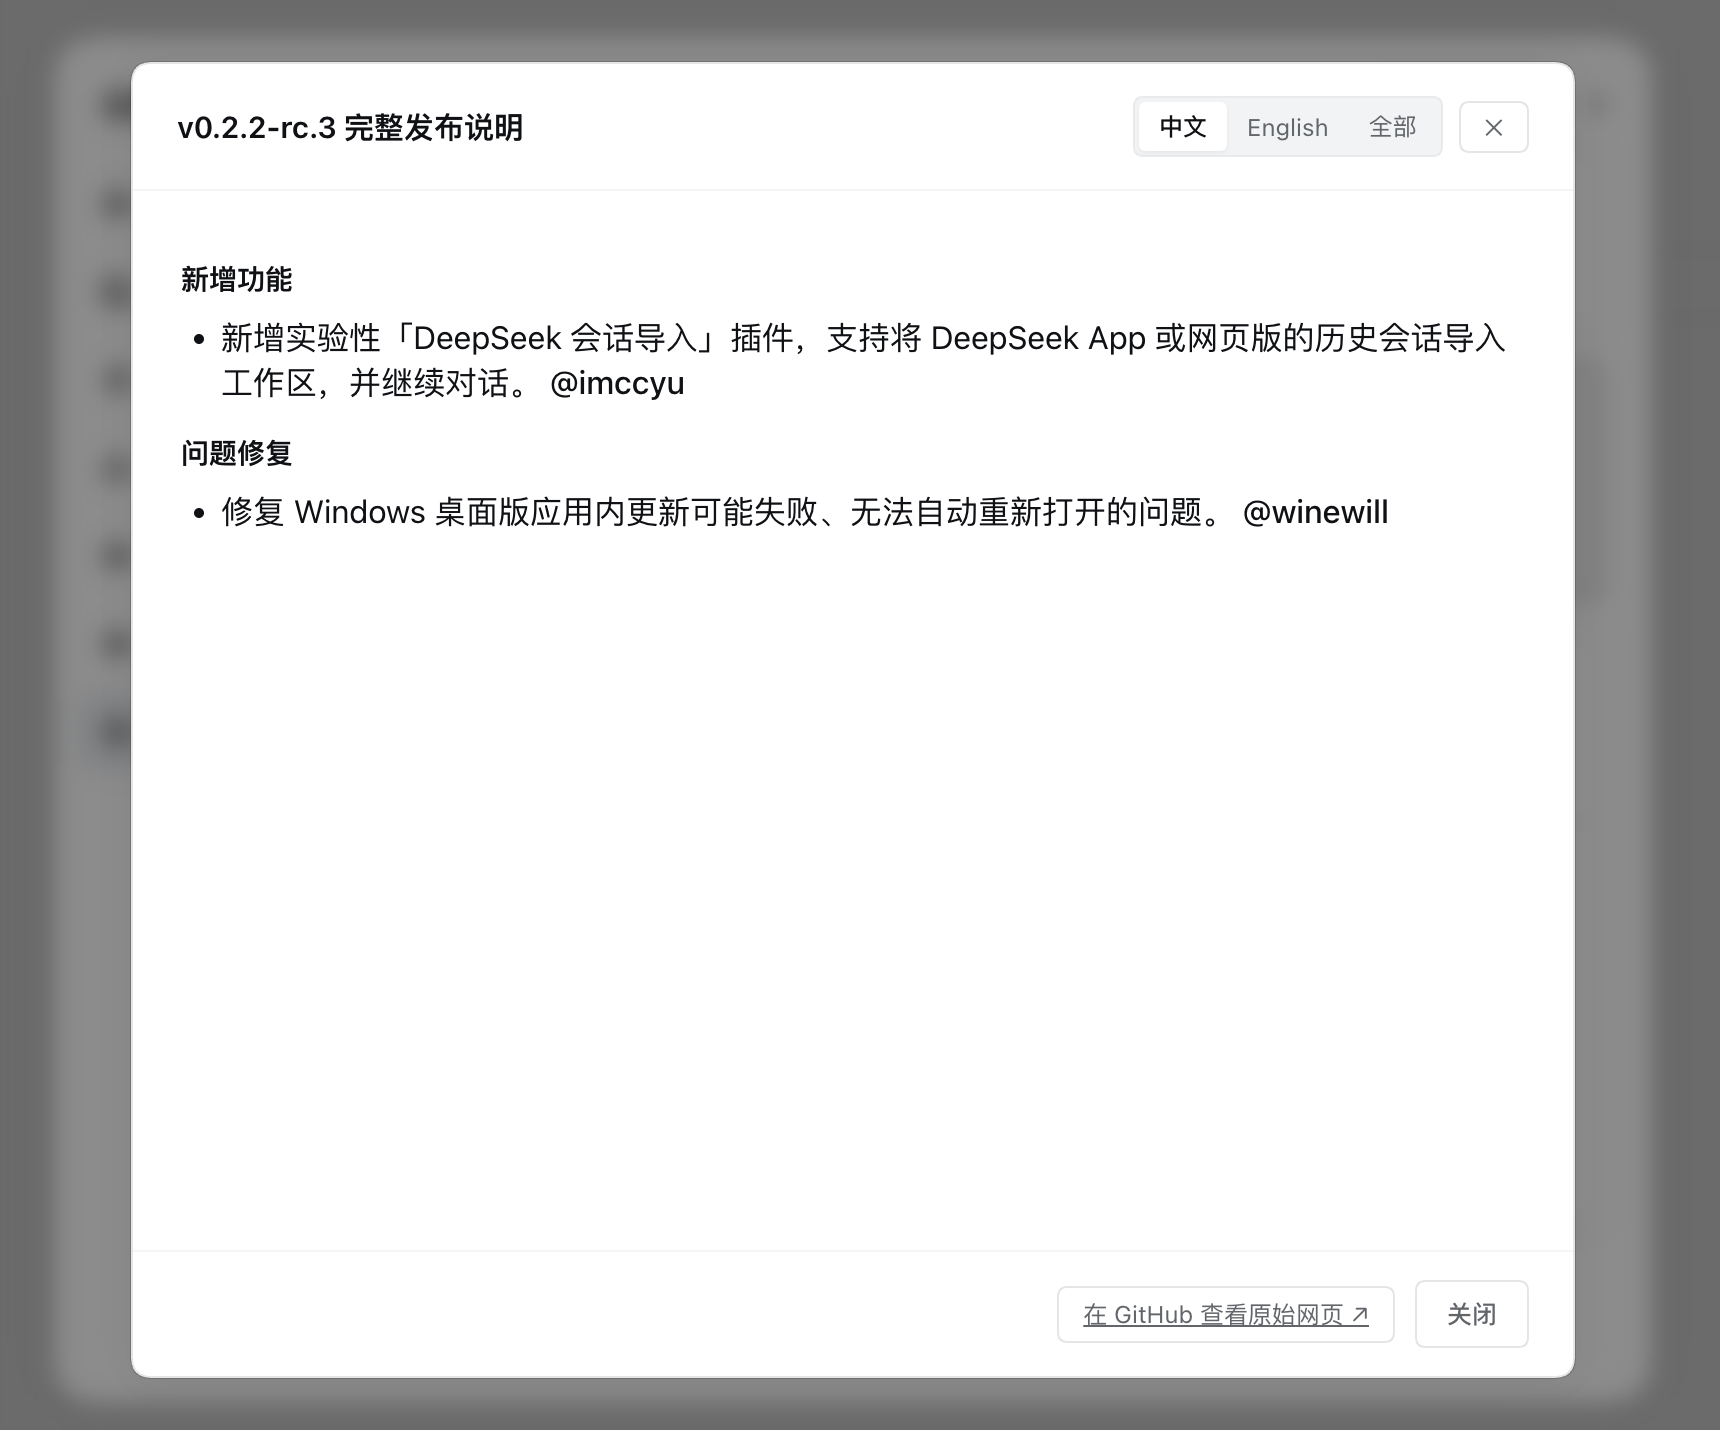 v0.2.2-rc.3 完整发布说明
中文 English 全部
新增功能
• 新增实验性「DeepSeek 会话导入」插件，支持将 DeepSeek App 或网页版的历史会话导入
工作区，并继续对话。 @imccyu
问题修复
• 修复 Windows 桌面版应用内更新可能失败、无法自动重新打开的问题。 @winewill
在 GitHub 查看原始网页 ↗
关闭